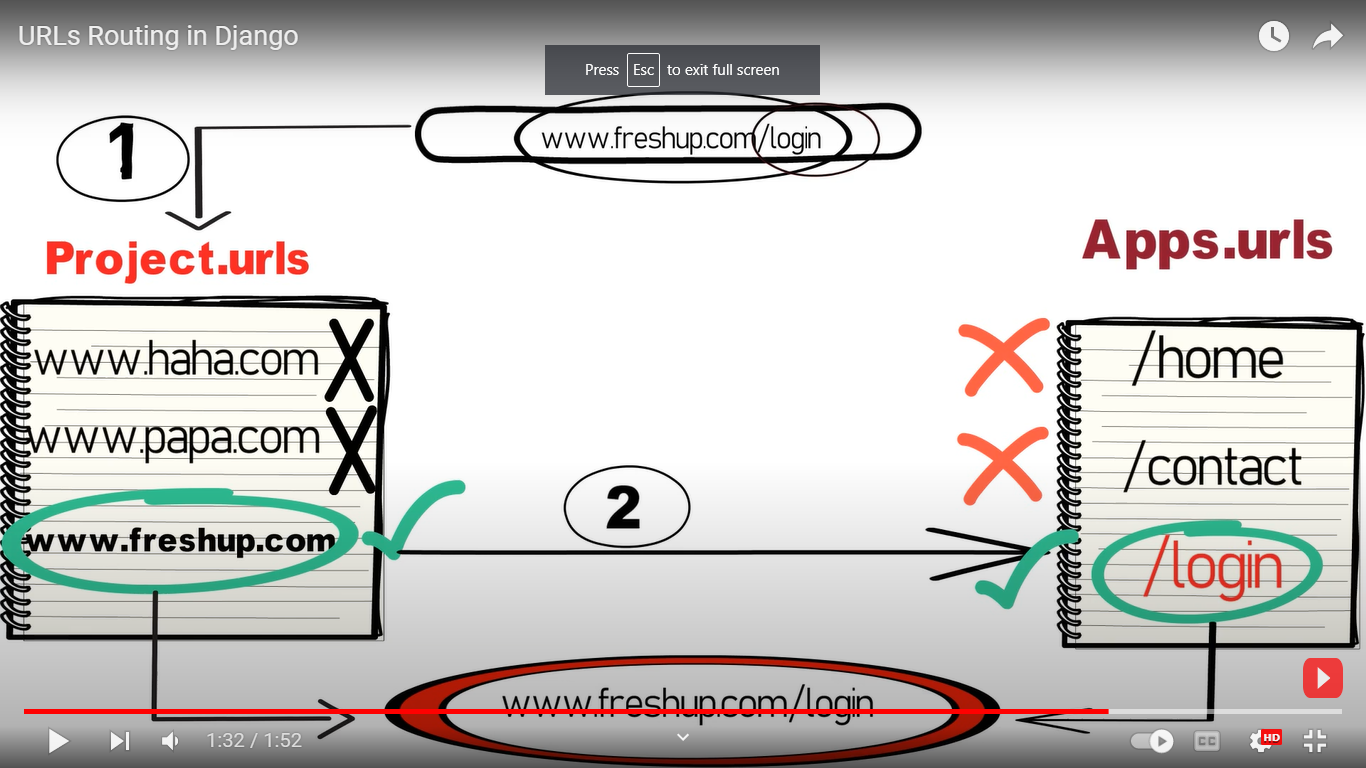 URLs Routing in Django
Press Esc to exit full screen
1
www.freshup.com/login
Project.urls
Apps.urls
www.haha.com X
www.papa.com X
www.freshup.com
2
/home
/contact
/login
www.freshup.com/login
1:32 / 1:52
CC
HD